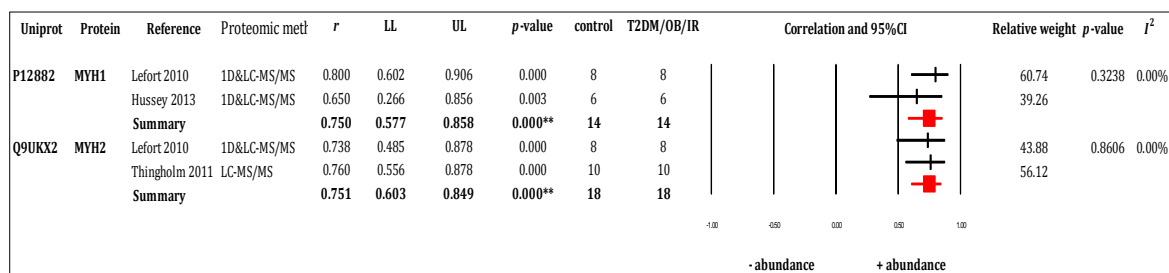 Uniprot Protein Reference Proteomic meth r LL UL p-value control T2DM/OB/IR Correlation and 95%CI Relative weight p-value I²
P12882 MYH1 Lefort 2010 1D&LC-MS/MS 0.800 0.602 0.906 0.000 8 8 60.74 0.3238 0.00%
Hussey 2013 1D&LC-MS/MS 0.650 0.266 0.856 0.003 6 6 39.26
Summary 0.750 0.577 0.858 0.000** 14 14
Q9UKX2 MYH2 Lefort 2010 1D&LC-MS/MS 0.738 0.485 0.878 0.000 8 8 43.88 0.8606 0.00%
Thingholm 2011 LC-MS/MS 0.760 0.556 0.878 0.000 10 10 56.12
Summary 0.751 0.603 0.849 0.000** 18 18
-1.00 -0.50 0.00 0.50 1.00
- abundance + abundance